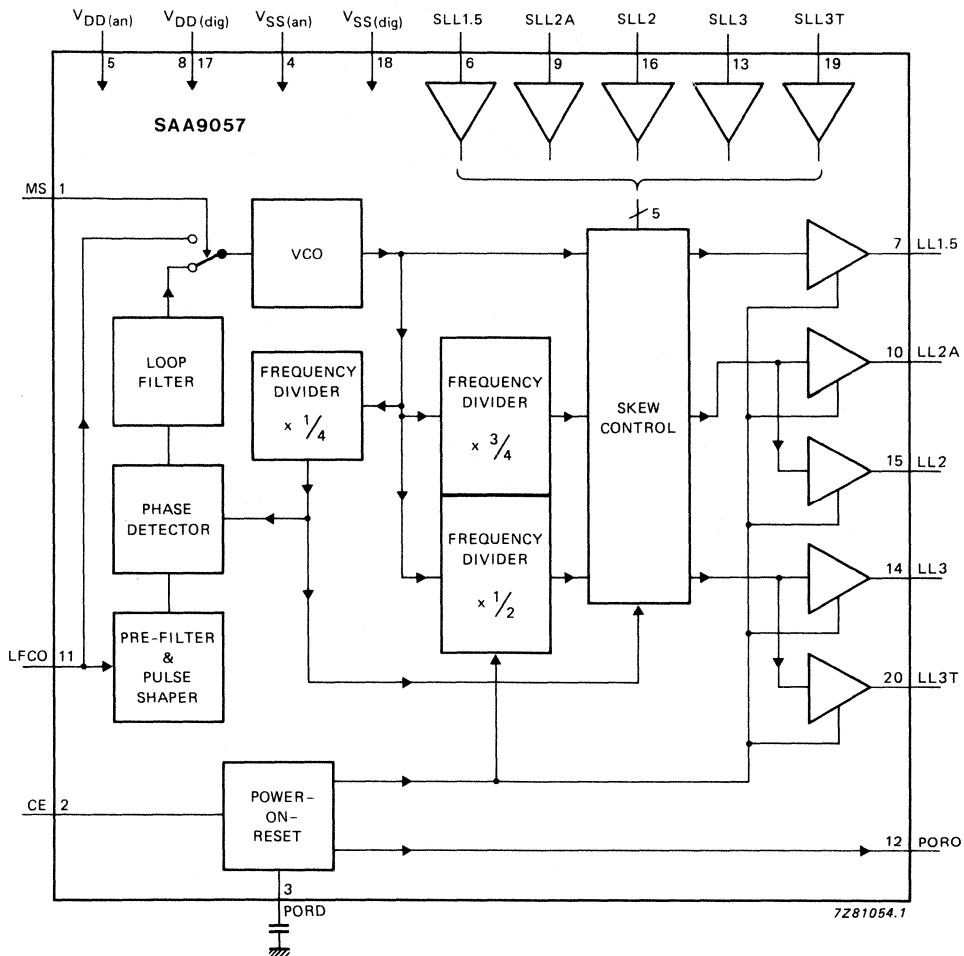 VDD(an) VDD(dig) VSS(an) VSS(dig) SLL1.5 SLL2A SLL2 SLL3 SLL3T
5 8 17 4 18 6 9 16 13 19
SAA9057
MS 1
5
VCO
7 LL1.5
LOOP
FILTER
FREQUENCY
DIVIDER
x 1/4
FREQUENCY
DIVIDER
x 3/4
SKEW
CONTROL
10 LL2A
15 LL2
PHASE
DETECTOR
FREQUENCY
DIVIDER
x 1/2
14 LL3
LFCO 11
PRE-FILTER
&
PULSE
SHAPER
20 LL3T
CE 2
POWER-
ON-
RESET
12 PORO
3
PORD
7Z81054.1